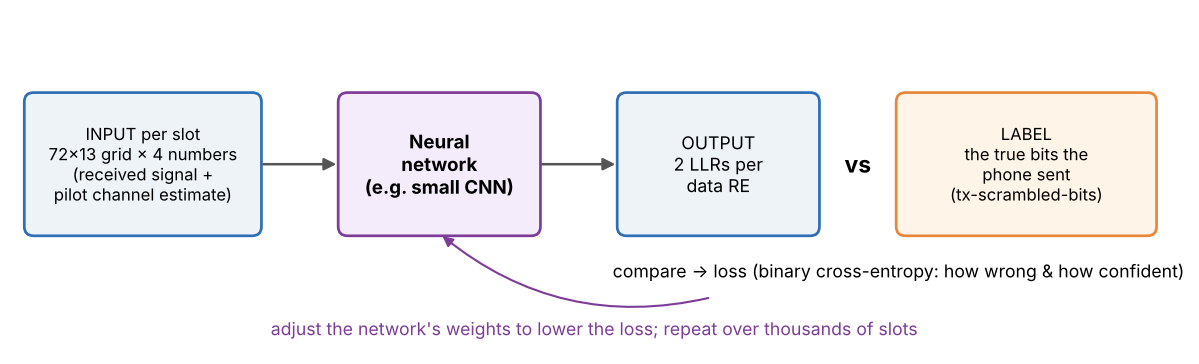 INPUT per slot
72×13 grid × 4 numbers
(received signal +
pilot channel estimate)
Neural
network
(e.g. small CNN)
OUTPUT
2 LLRs per
data RE
vs
LABEL
the true bits the
phone sent
(tx-scrambled-bits)
compare → loss (binary cross-entropy: how wrong & how confident)
adjust the network's weights to lower the loss; repeat over thousands of slots